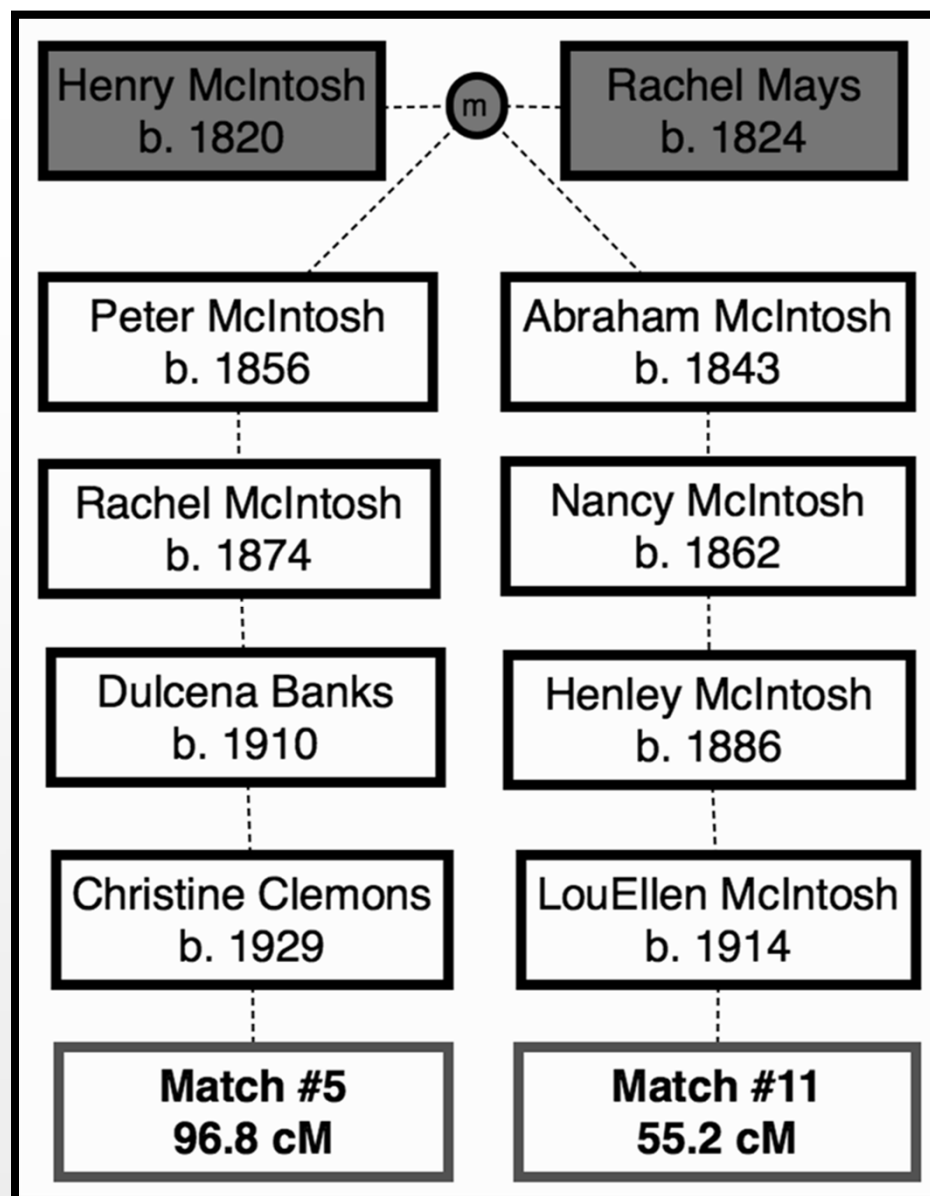 Henry McIntosh
b. 1820
m
Rachel Mays
b. 1824
Peter McIntosh
b. 1856
Abraham McIntosh
b. 1843
Rachel McIntosh
b. 1874
Nancy McIntosh
b. 1862
Dulcena Banks
b. 1910
Henley McIntosh
b. 1886
Christine Clemons
b. 1929
LouEllen McIntosh
b. 1914
Match #5
96.8 cM
Match #11
55.2 cM